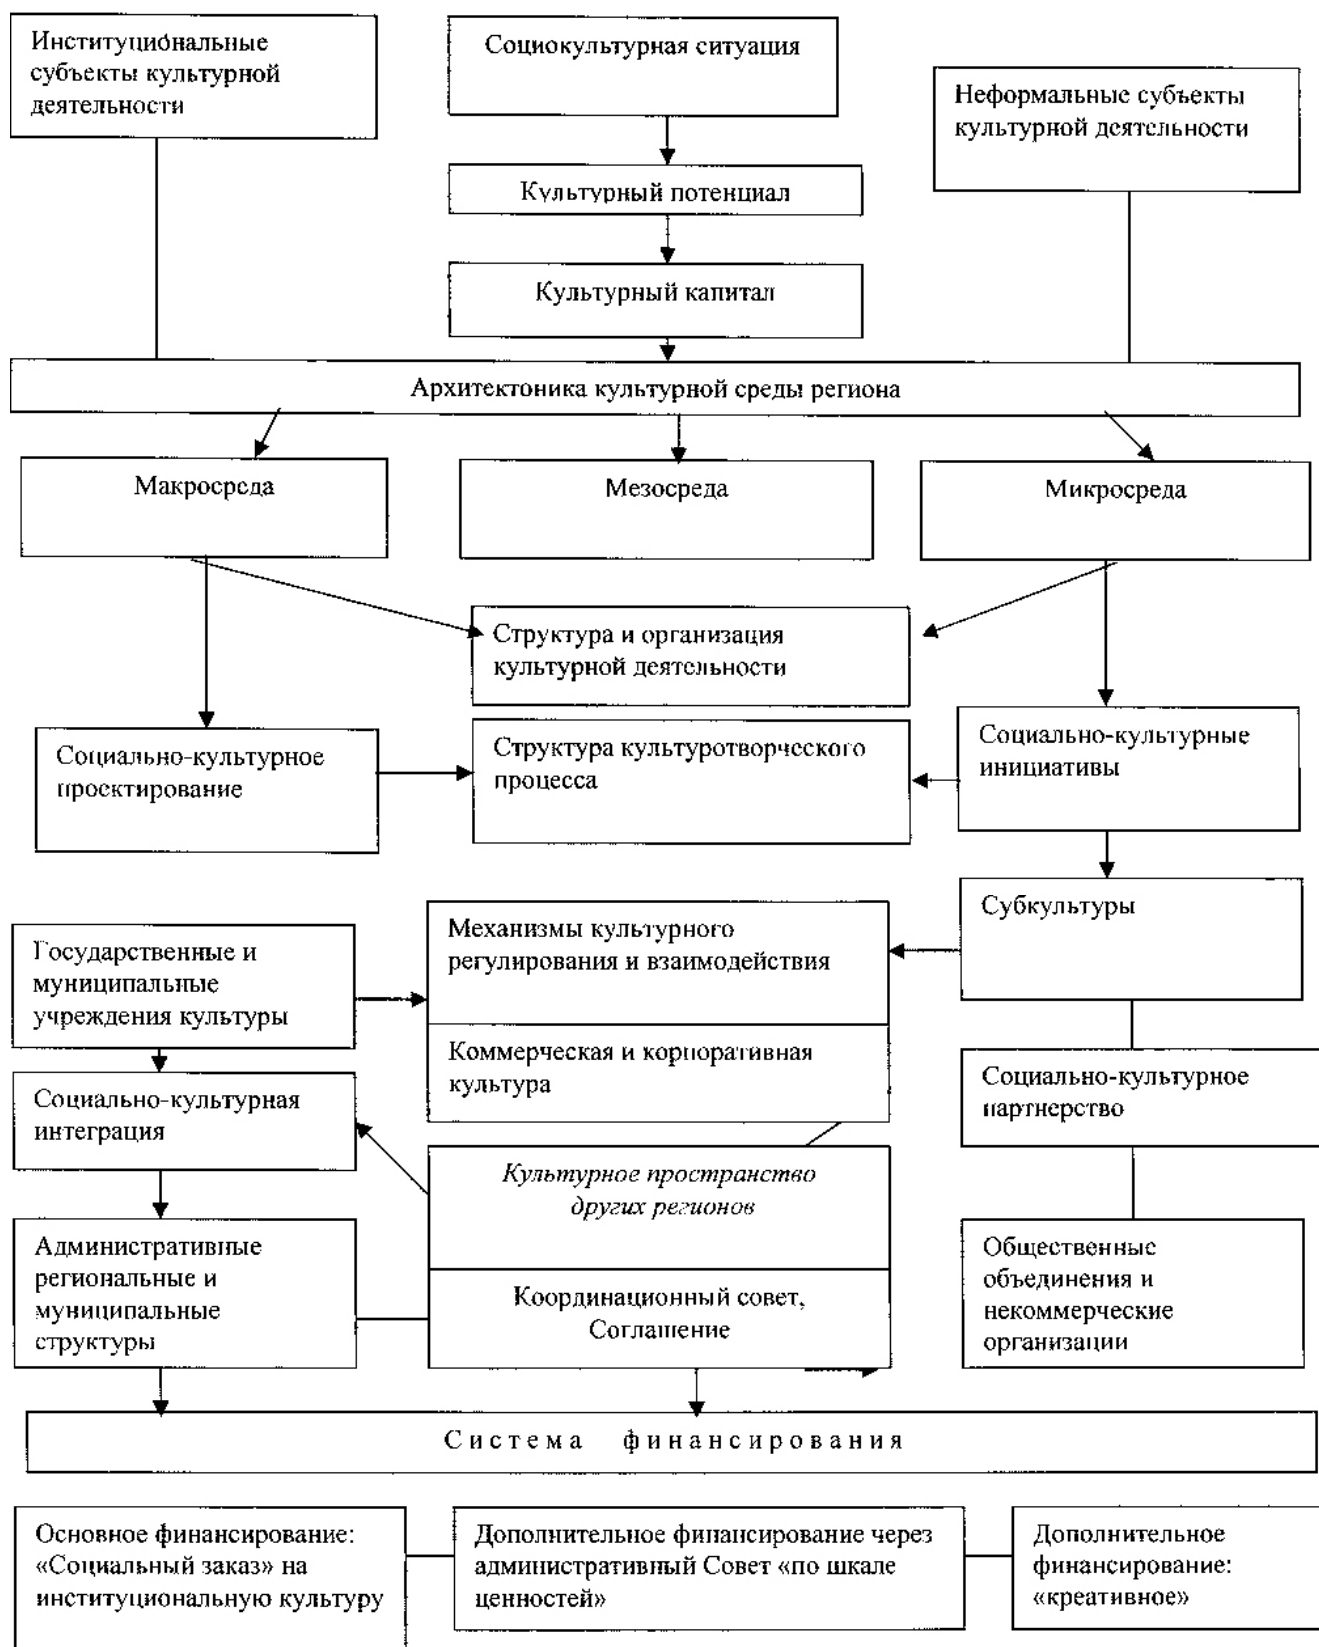 Институциональные
субъекты культурной
деятельности
Социокультурная ситуация
Неформальные субъекты
культурной деятельности
Культурный потенциал
Культурный капитал
Архитектоника культурной среды региона
Макросреда
Мезосреда
Микросреда
Структура и организация
культурной деятельности
Социально-культурное
проектирование
Структура культуротворческого
процесса
Социально-культурные
инициативы
Субкультуры
Механизмы культурного
регулирования и взаимодействия
Государственные и
муниципальные
учреждения культуры
Коммерческая и корпоративная
культура
Социально-культурное
партнерство
Социально-культурная
интеграция
Культурное пространство
других регионов
Административные
региональные и
муниципальные
структуры
Координационный совет,
Соглашение
Общественные
объединения и
некоммерческие
организации
Система финансирования
Основное финансирование:
«Социальный заказ» на
институциональную культуру
Дополнительное финансирование через
административный Совет «по шкале
ценностей»
Дополнительное
финансирование:
«креативное»